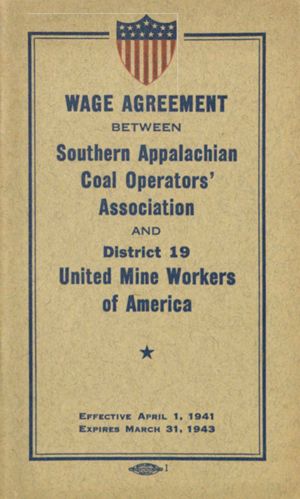 WAGE AGREEMENT
BETWEEN
Southern Appalachian
Coal Operators'
Association
AND
District 19
United Mine Workers
of America
EFFECTIVE APRIL 1, 1941
EXPIRES MARCH 31, 1943
1